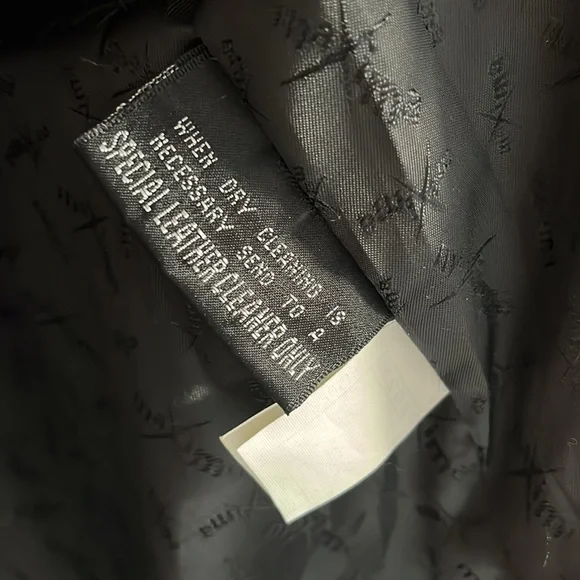 WHEN DRY CLEANING IS
NECESSARY SEND TO A
SPECIAL LEATHER CLEANER ONLY